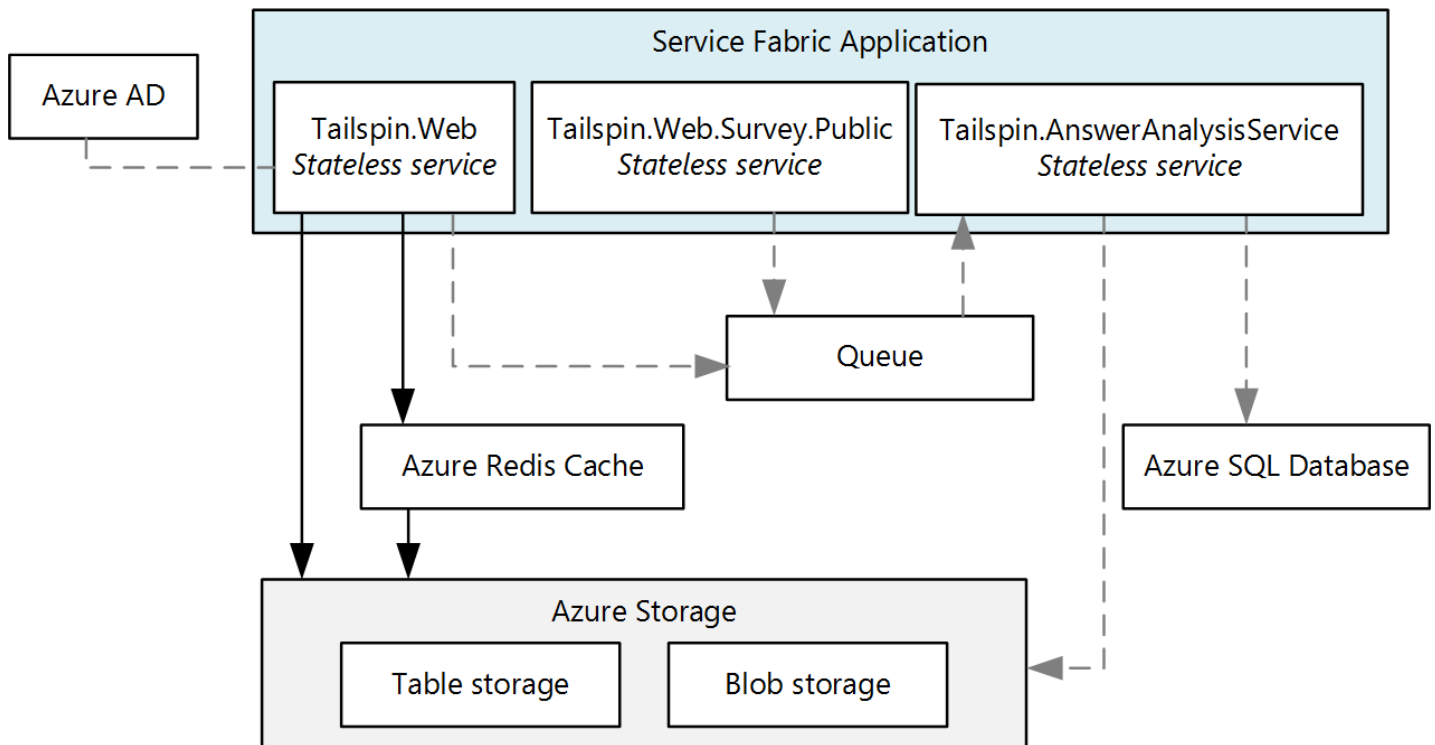 Service Fabric Application
Azure AD
Tailspin.Web
Stateless service
Tailspin.Web.Survey.Public
Stateless service
Tailspin.AnswerAnalysisService
Stateless service
Queue
Azure Redis Cache
Azure SQL Database
Azure Storage
Table storage
Blob storage